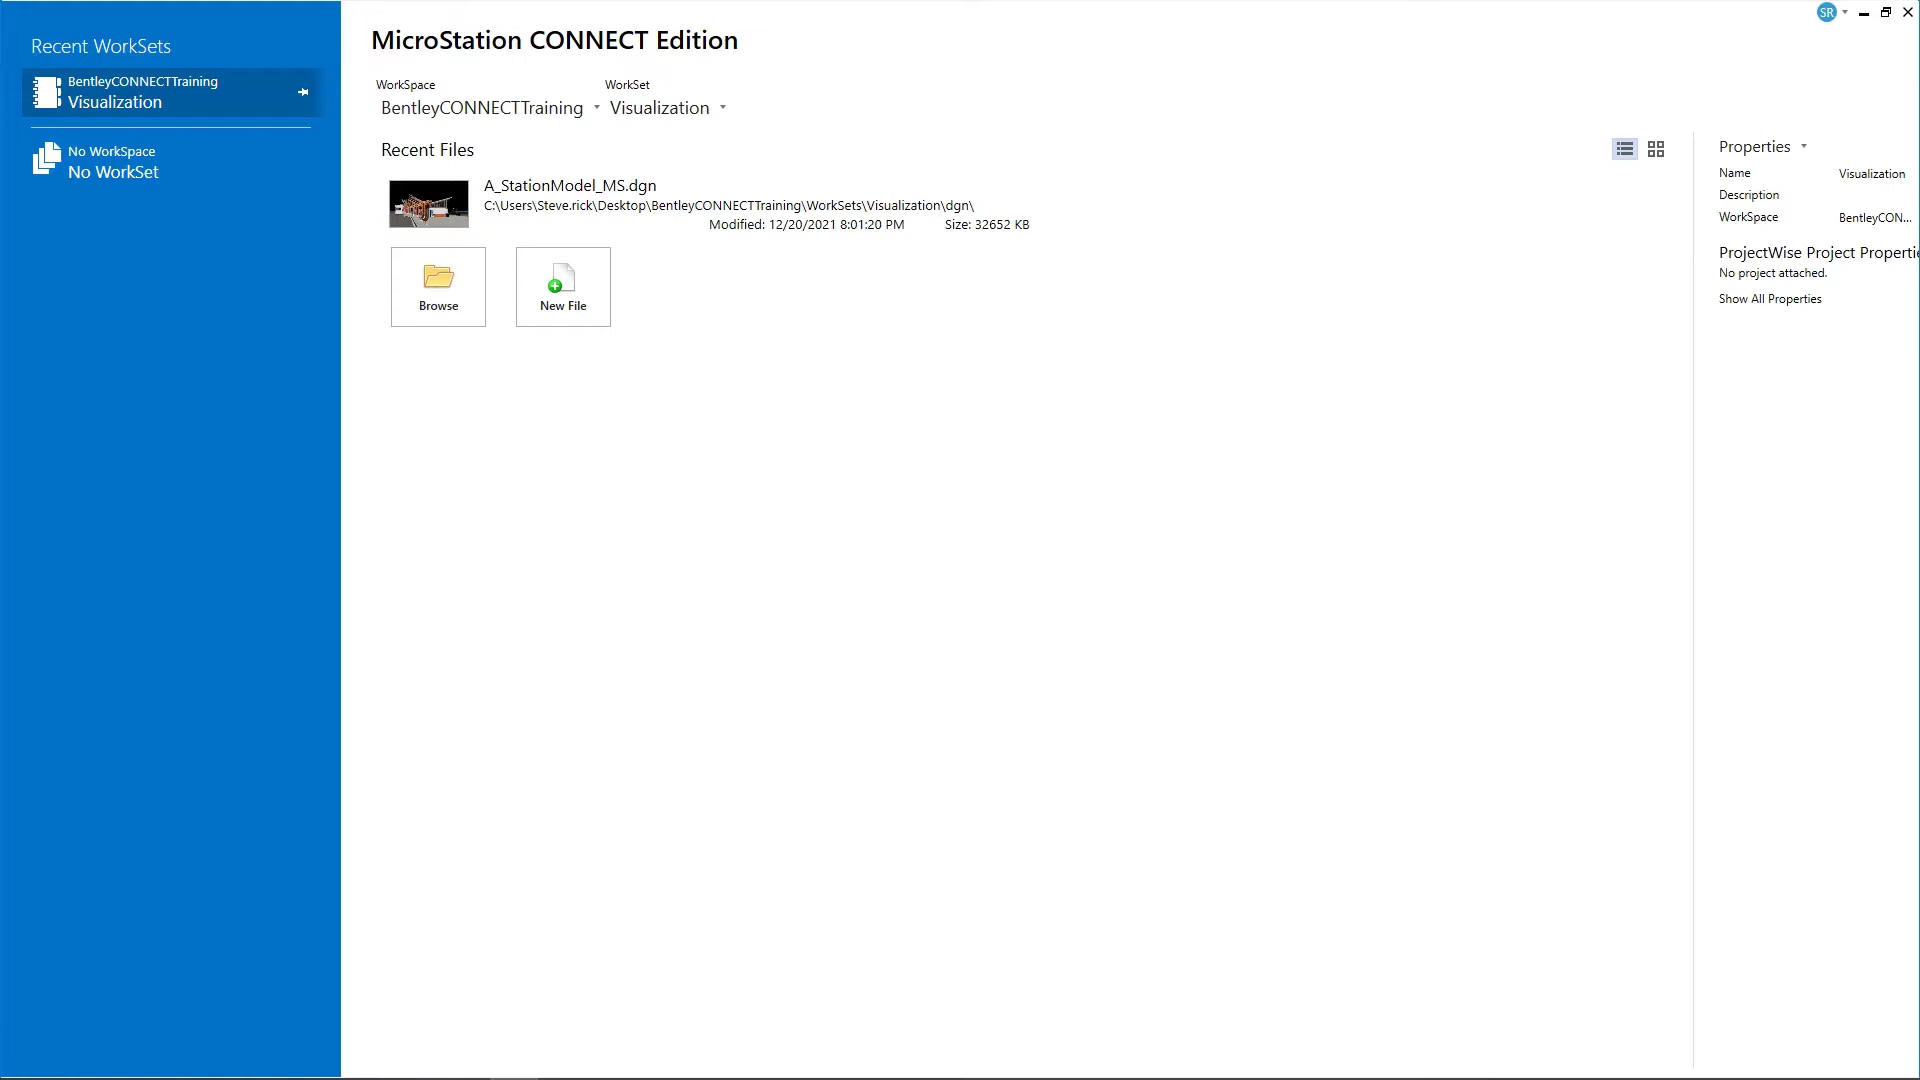 SR
Recent WorkSets
BentleyCONNECTTraining
Visualization
No WorkSpace
No WorkSet
MicroStation CONNECT Edition
WorkSpace WorkSet
BentleyCONNECTTraining Visualization
Recent Files
A_StationModel_MS.dgn
C:\Users\Steve.rick\Desktop\BentleyCONNECTTraining\WorkSets\Visualization\dgn\
Modified: 12/20/2021 8:01:20 PM Size: 32652 KB
Browse
New File
Properties
Name Visualization
Description
WorkSpace BentleyCON...
ProjectWise Project Propertie
No project attached.
Show All Properties